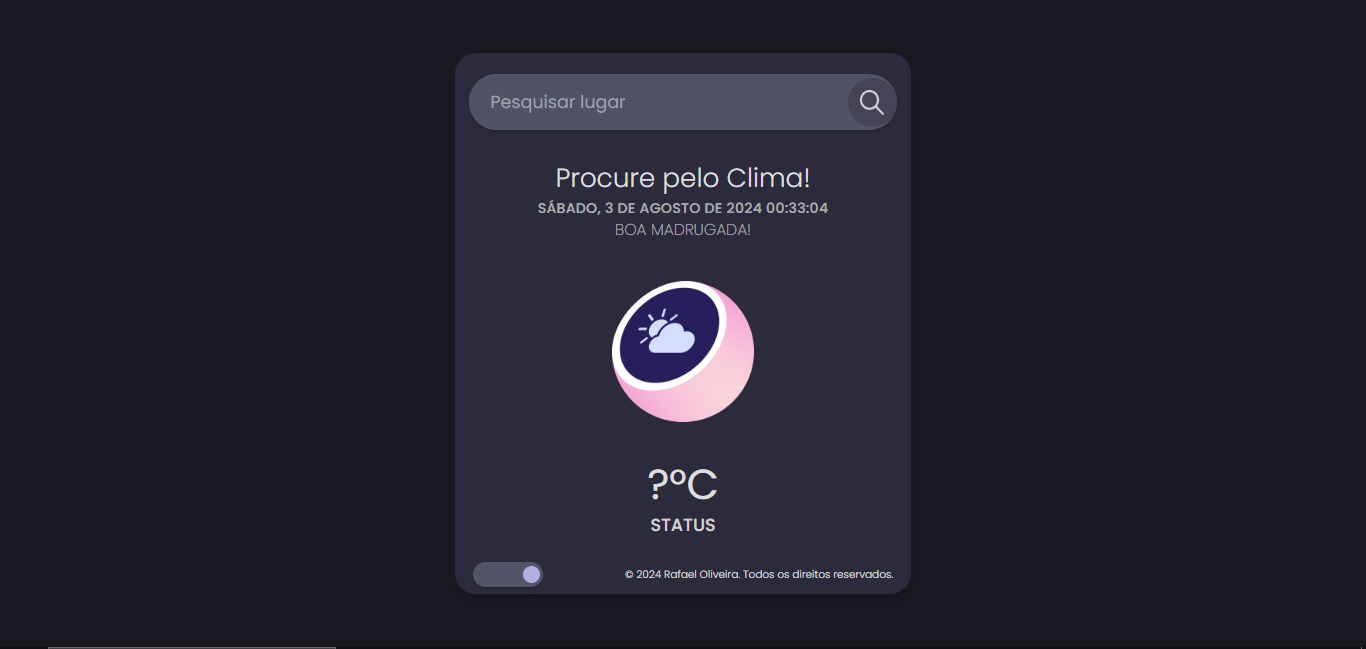 Pesquisar lugar
Procure pelo Clima!
SÁBADO, 3 DE AGOSTO DE 2024 00:33:04
BOA MADRUGADA!
?°C
STATUS
© 2024 Rafael Oliveira. Todos os direitos reservados.